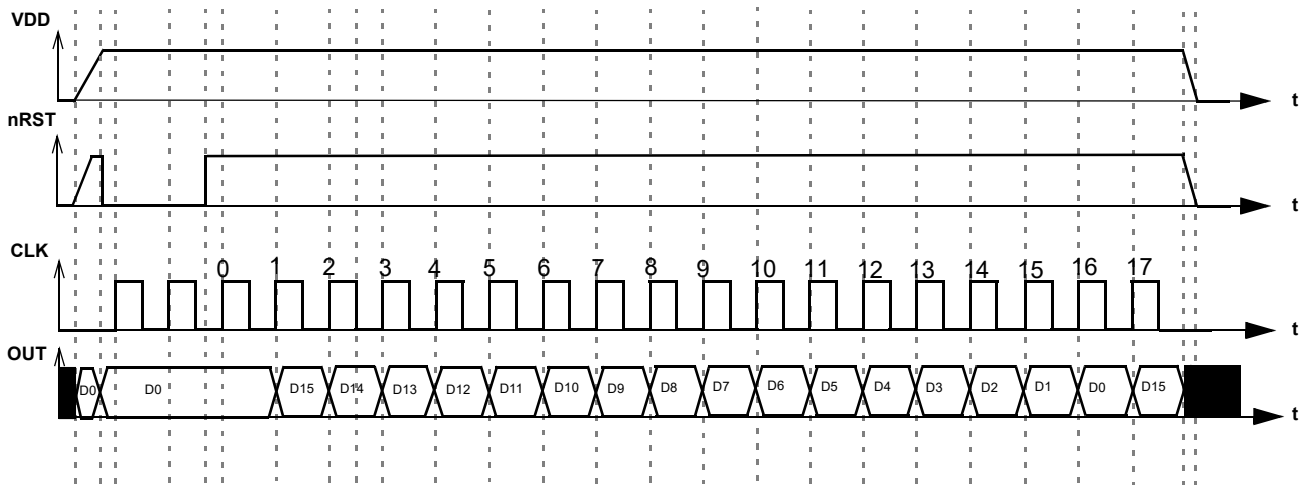 VDD
t
nRST
t
CLK
0 1 2 3 4 5 6 7 8 9 10 11 12 13 14 15 16 17
t
OUT
D0 D0 D15 D14 D13 D12 D11 D10 D9 D8 D7 D6 D5 D4 D3 D2 D1 D0 D15
t